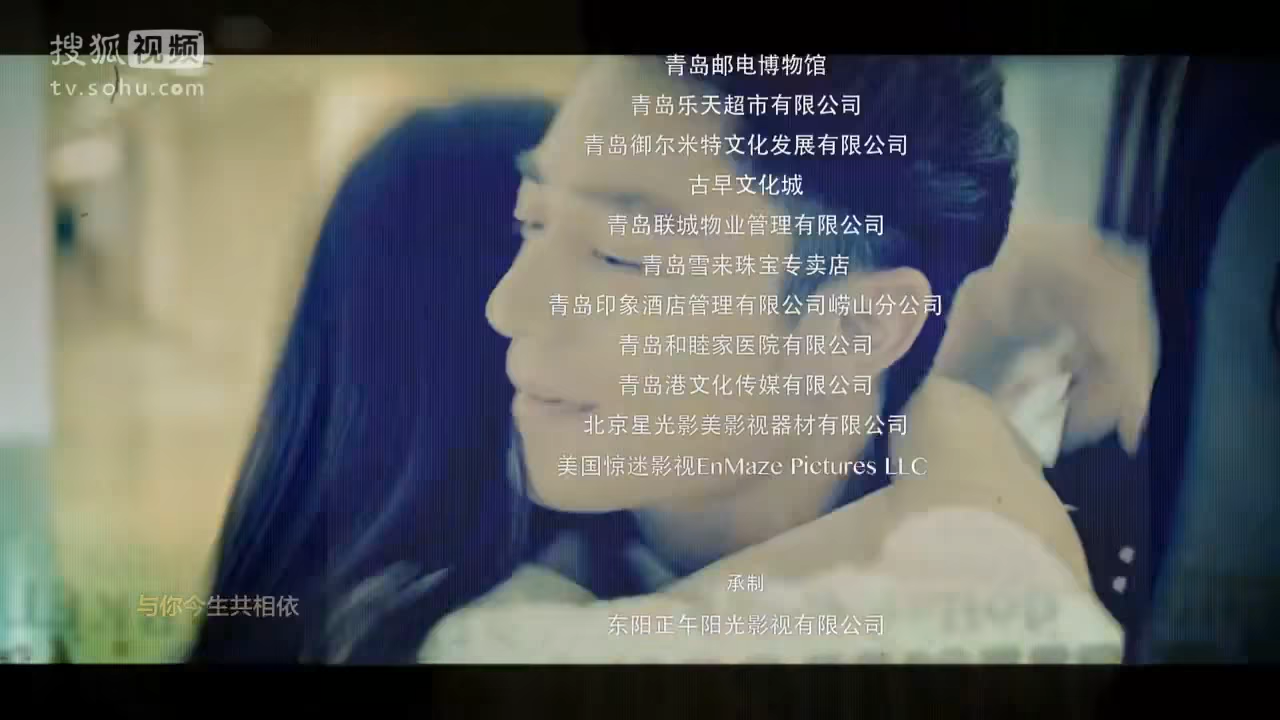 搜狐视频
tv.sohu.com
青岛邮电博物馆
青岛乐天超市有限公司
青岛御尔米特文化发展有限公司
古早文化城
青岛联城物业管理有限公司
青岛雪来珠宝专卖店
青岛印象酒店管理有限公司崂山分公司
青岛和睦家医院有限公司
青岛港文化传媒有限公司
北京星光影美影视器材有限公司
美国惊迷影视EnMaze Pictures LLC
承制
东阳正午阳光影视有限公司
与你今生共相依